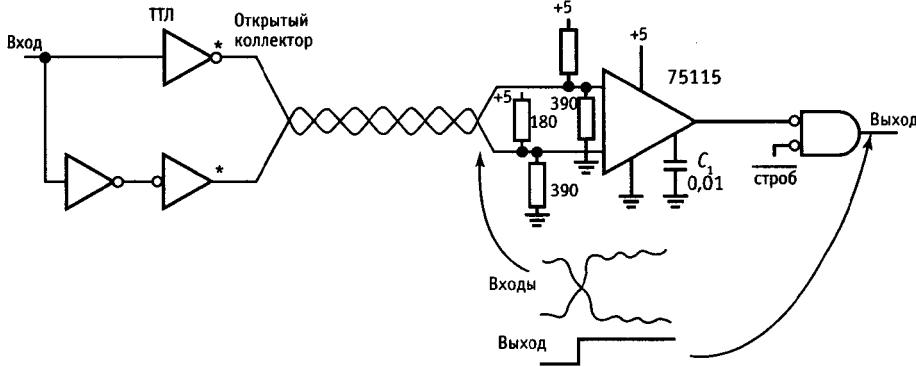 ТТЛ
*
Открытый
коллектор
Вход
*
+5
+5
75115
+5
180
390
390
C₁
0,01
строб
Выход
Входы
Выход